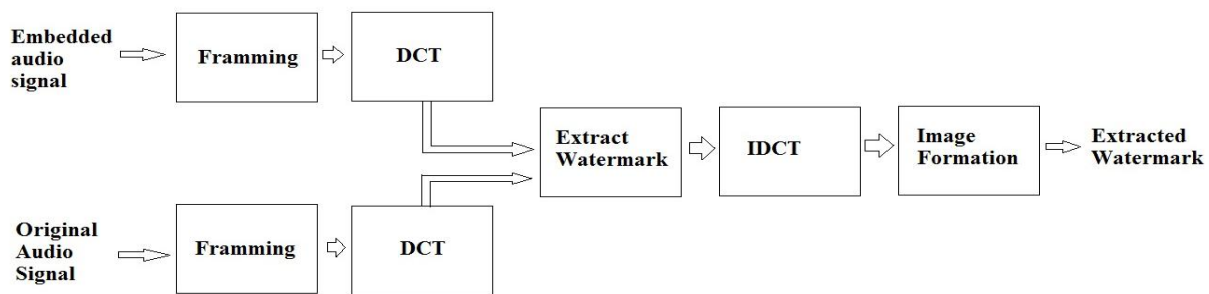 Embedded
audio
signal
Framming
DCT
Extract
Watermark
IDCT
Image
Formation
Extracted
Watermark
Original
Audio
Signal
Framming
DCT